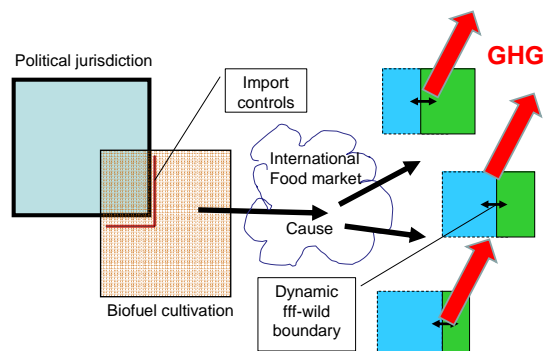 Political jurisdiction
Import
controls
GHG
International
Food market
Cause
Biofuel cultivation
Dynamic
fff-wild
boundary